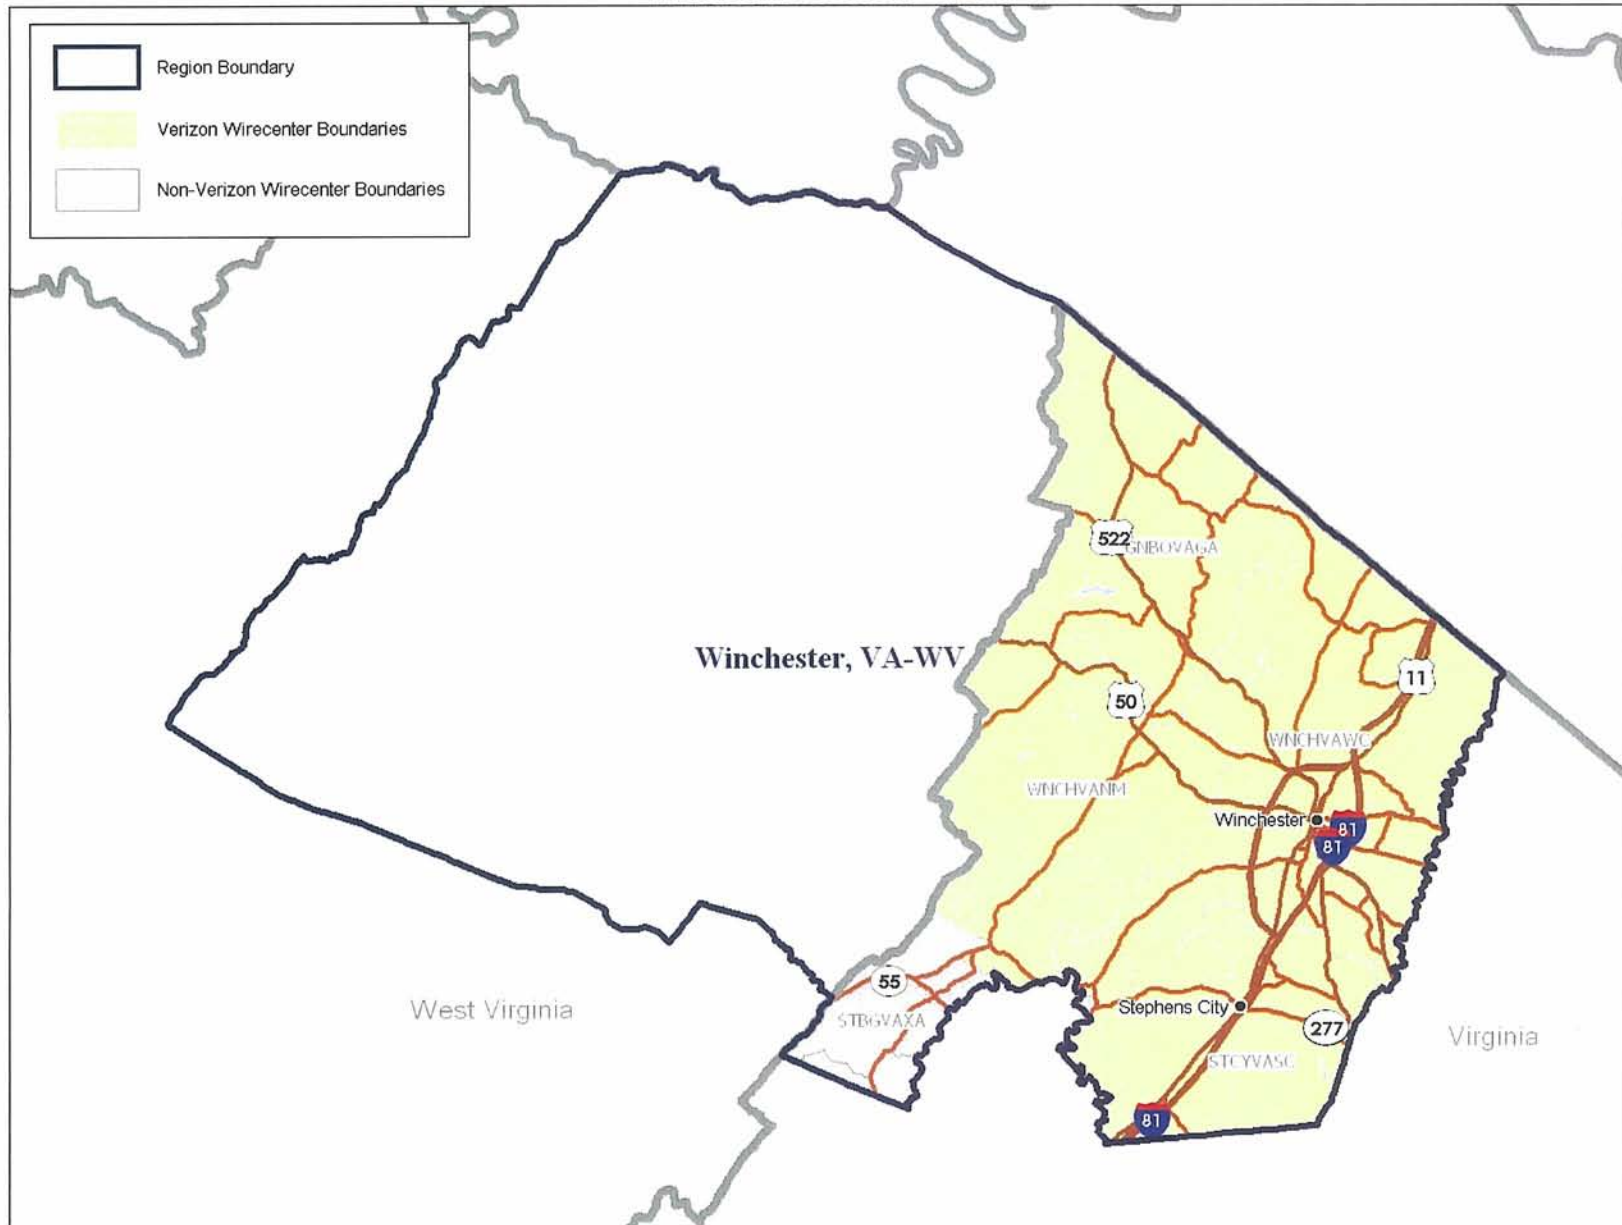 Region Boundary
Verizon Wirecenter Boundaries
Non-Verizon Wirecenter Boundaries
522
GNBOVAGA
Winchester, VA-WV
11
50
WNCHVAWC
WNCHVANM
Winchester
81
81
55
West Virginia
STBGVAXA
Stephens City
277
Virginia
STCYVASC
81